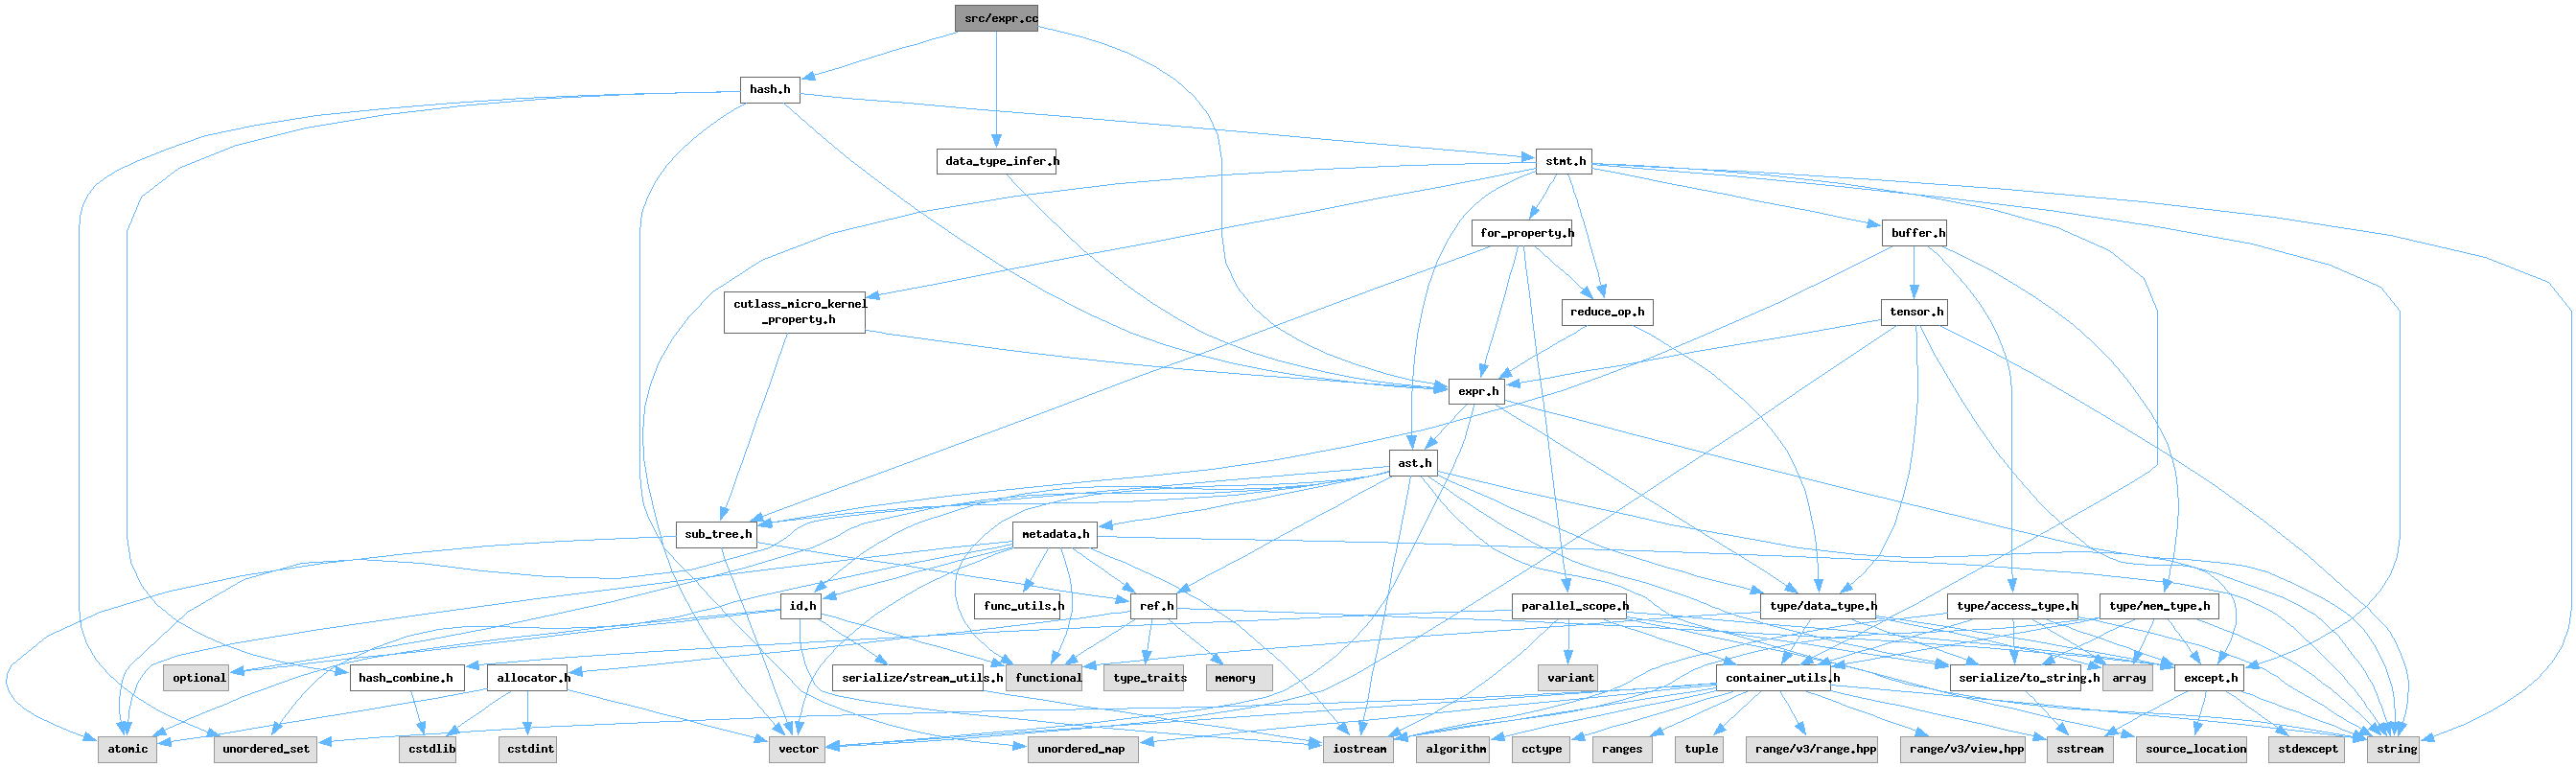 src/expr.cc
hash.h
data_type_infer.h
stmt.h
for_property.h
buffer.h
cutlass_micro_kernel
_property.h
reduce_op.h
tensor.h
expr.h
ast.h
sub_tree.h
metadata.h
id.h
func_utils.h
ref.h
parallel_scope.h
type/data_type.h
type/access_type.h
type/mem_type.h
optional
hash_combine.h
allocator.h
serialize/stream_utils.h
functional
type_traits
memory
variant
container_utils.h
serialize/to_string.h
array
except.h
atomic
unordered_set
cstdlib
cstdint
vector
unordered_map
iostream
algorithm
cctype
ranges
tuple
range/v3/range.hpp
range/v3/view.hpp
sstream
source_location
stdexcept
string